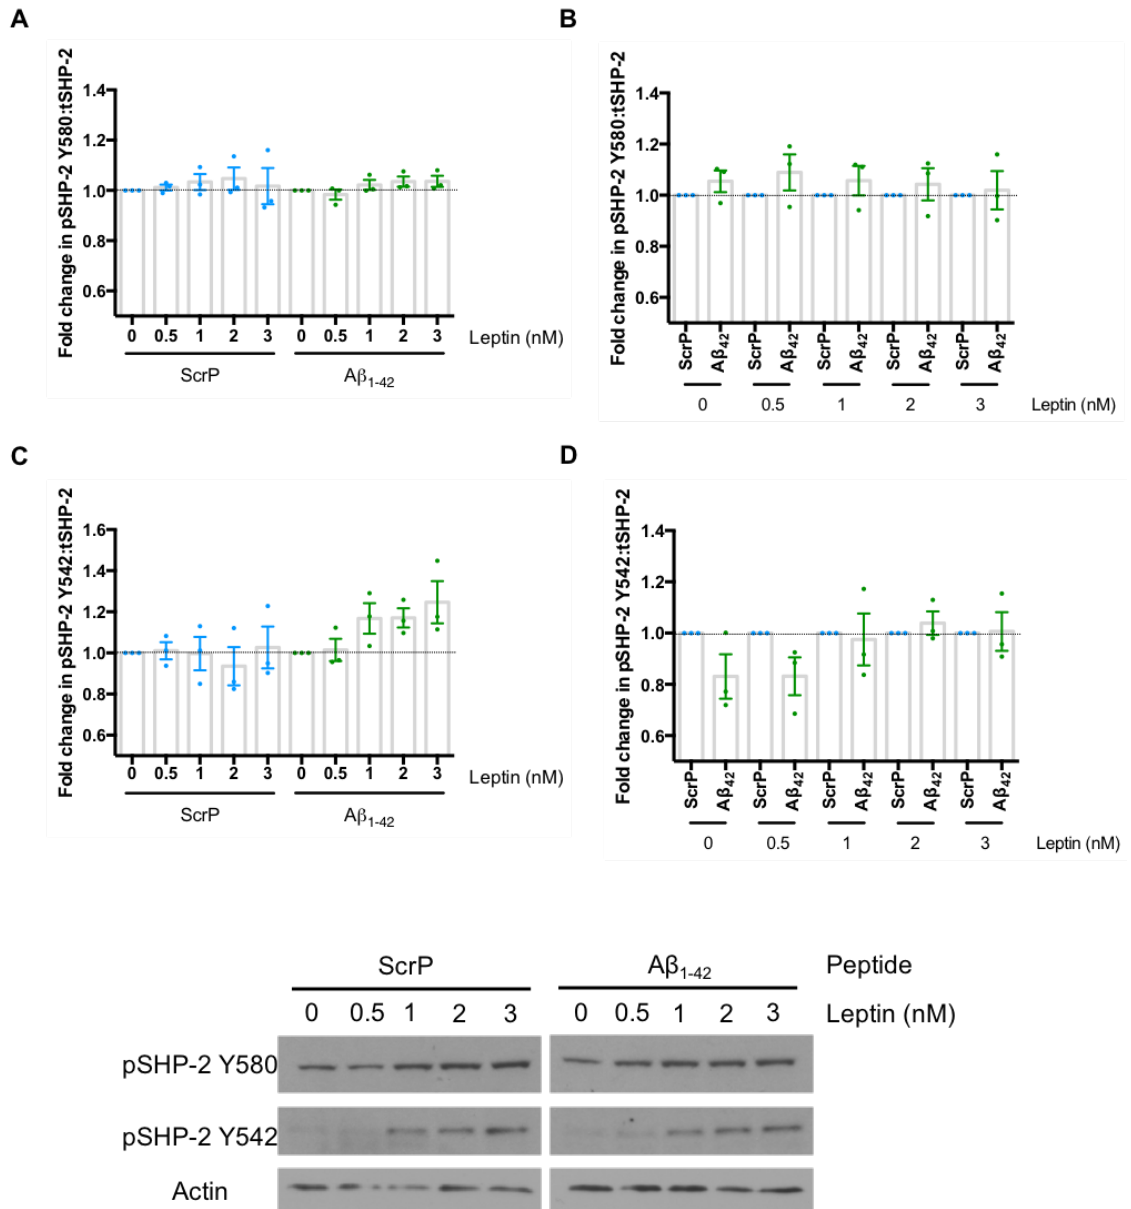 A
Fold change in pSHP-2 Y580:tSHP-2
1.4
1.2
1.0
0.8
0.6
0 0.5 1 2 3 0 0.5 1 2 3 Leptin (nM)
ScrP Aβ1-42
B
Fold change in pSHP-2 Y580:tSHP-2
1.4
1.2
1.0
0.8
0.6
ScrP Aβ42 ScrP Aβ42 ScrP Aβ42 ScrP Aβ42 ScrP Aβ42
0 0.5 1 2 3 Leptin (nM)
C
Fold change in pSHP-2 Y542:tSHP-2
1.6
1.4
1.2
1.0
0.8
0.6
0 0.5 1 2 3 0 0.5 1 2 3 Leptin (nM)
ScrP Aβ1-42
D
Fold change in pSHP-2 Y542:tSHP-2
1.4
1.2
1.0
0.8
0.6
ScrP Aβ42 ScrP Aβ42 ScrP Aβ42 ScrP Aβ42 ScrP Aβ42
0 0.5 1 2 3 Leptin (nM)
ScrP Aβ1-42 Peptide
0 0.5 1 2 3 0 0.5 1 2 3 Leptin (nM)
pSHP-2 Y580
pSHP-2 Y542
Actin